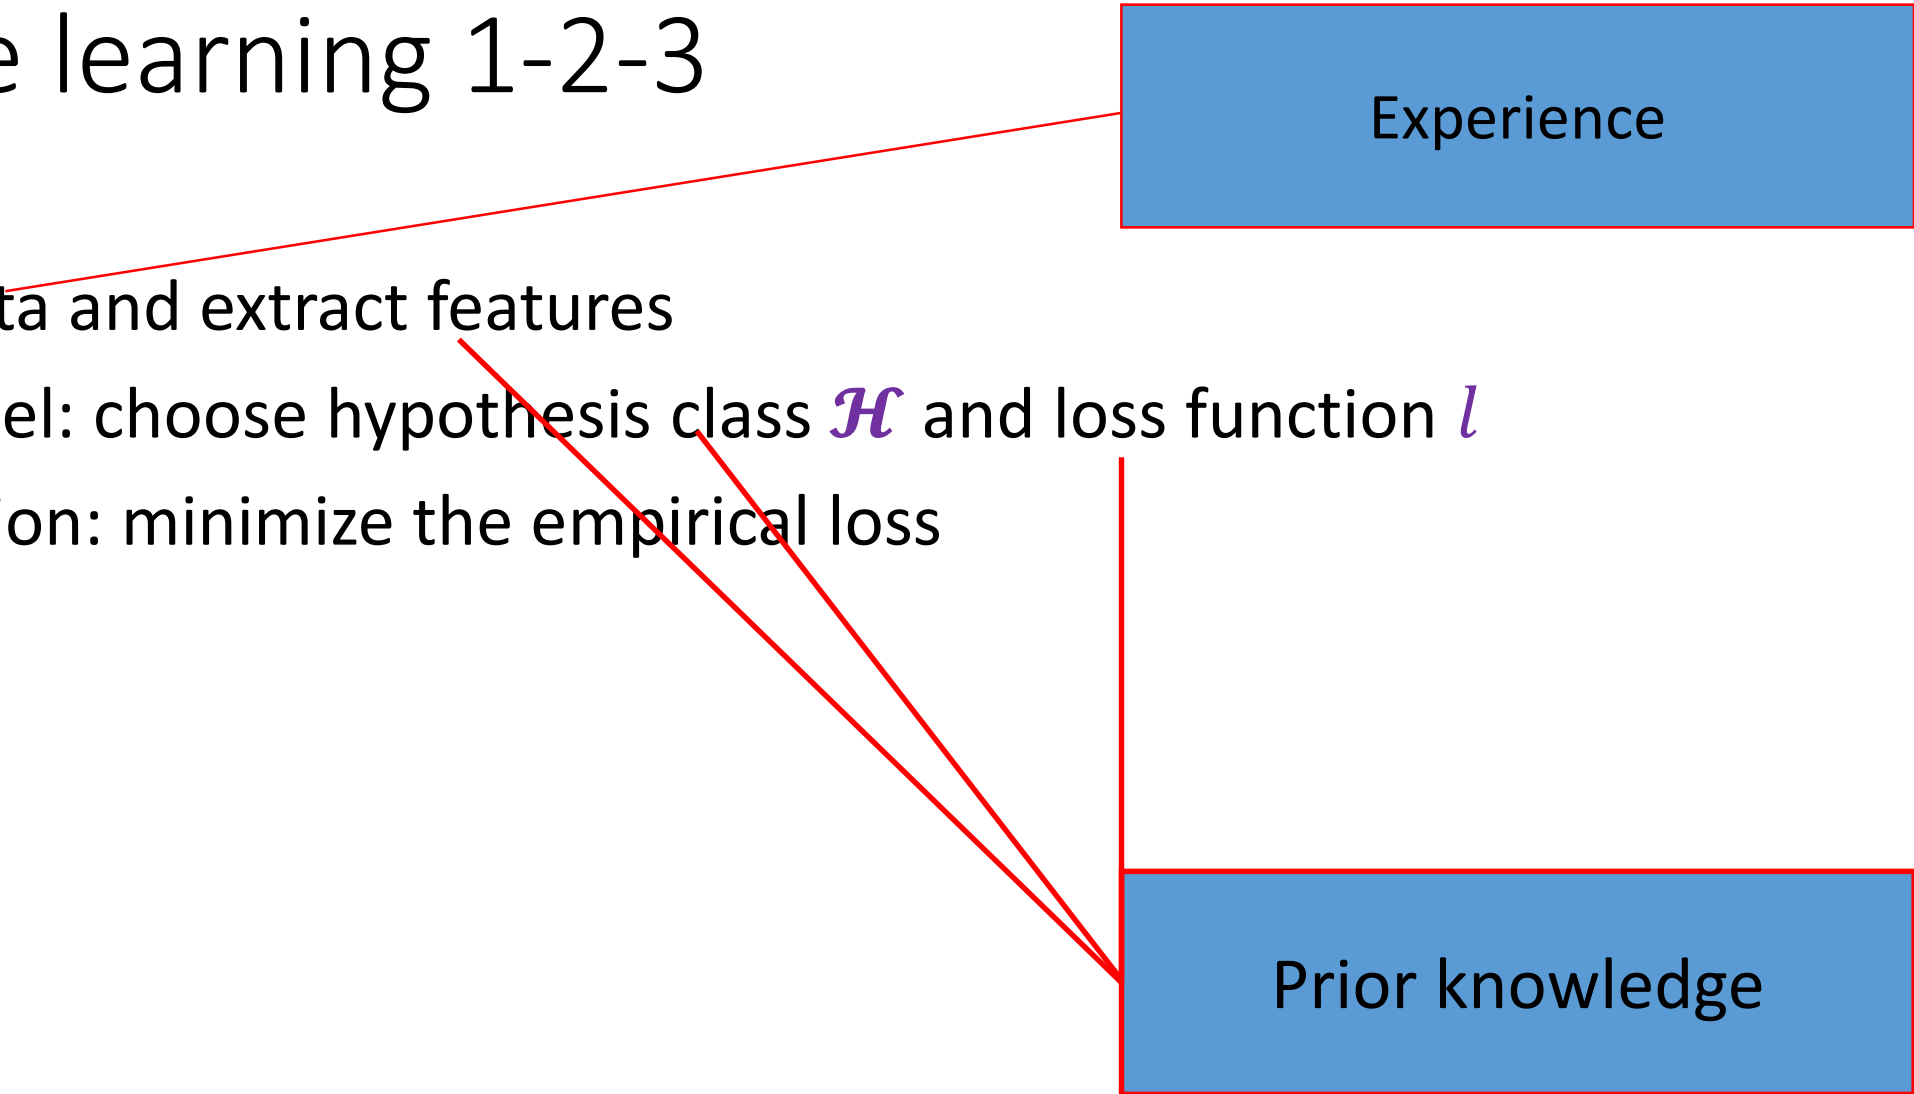 e learning 1-2-3
Experience
ta and extract features
el: choose hypothesis class 𝓗 and loss function 𝑙
ion: minimize the empirical loss
Prior knowledge